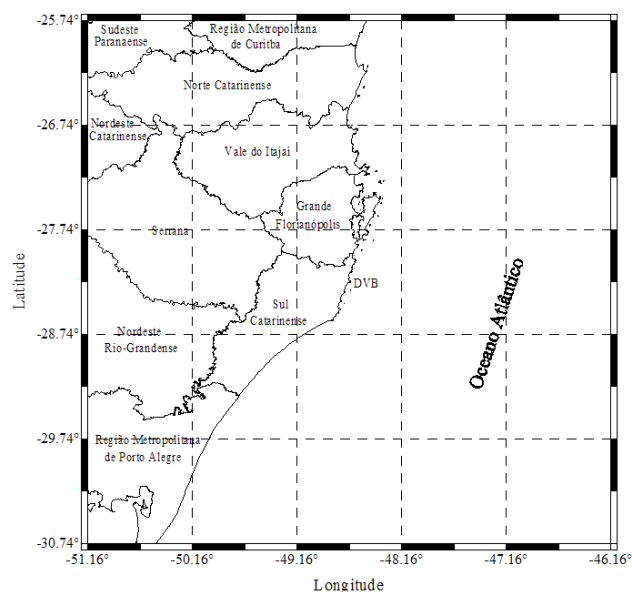 -25.74°
Sudeste
Paranaense
Região Metropolitana
de Curitba
Norte Catarinense
-26.74°
Nordeste
Catarinense
Vale do Itajaí
Grande
Florianópolis
-27.74°
Serrana
DVB
Oceano Atlântico
Latitude
Sul
Catarinense
-28.74°
Nordeste
Rio-Grandense
-29.74°
Região Metropolitana
de Porto Alegre
-30.74°
-51.16° -50.16° -49.16° -48.16° -47.16° -46.16°
Longitude